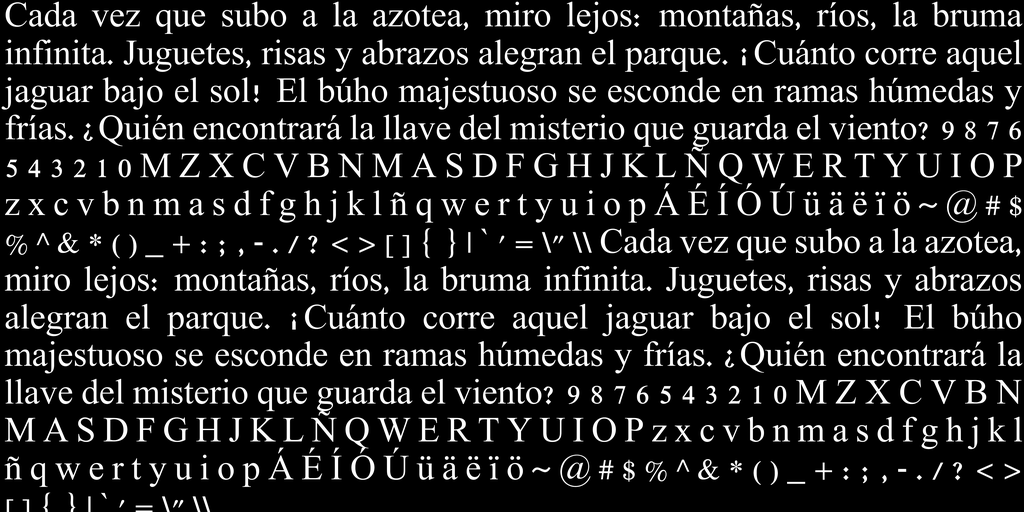 Cada vez que subo a la azotea, miro lejos: montañas, ríos, la bruma
infinita. Juguetes, risas y abrazos alegran el parque. ¡Cuánto corre aquel
jaguar bajo el sol! El búho majestuoso se esconde en ramas húmedas y
frías. ¿Quién encontrará la llave del misterio que guarda el viento? 9 8 7 6
5 4 3 2 1 0 M Z X C V B N M A S D F G H J K L Ñ Q W E R T Y U I O P
z x c v b n m a s d f g h j k l ñ q w e r t y u i o p Á É Í Ó Ú ü ä ë ï ö ~ @ # $
% ^ & * ( ) _ + : ; , - . / ? < > [ ] { } | ` ′ = \″ \\ Cada vez que subo a la azotea,
miro lejos: montañas, ríos, la bruma infinita. Juguetes, risas y abrazos
alegran el parque. ¡Cuánto corre aquel jaguar bajo el sol! El búho
majestuoso se esconde en ramas húmedas y frías. ¿Quién encontrará la
llave del misterio que guarda el viento? 9 8 7 6 5 4 3 2 1 0 M Z X C V B N
M A S D F G H J K L Ñ Q W E R T Y U I O P z x c v b n m a s d f g h j k l
ñ q w e r t y u i o p Á É Í Ó Ú ü ä ë ï ö ~ @ # $ % ^ & * ( ) _ + : ; , - . / ? < >
[ ] { } | ` ′ = \″ \\